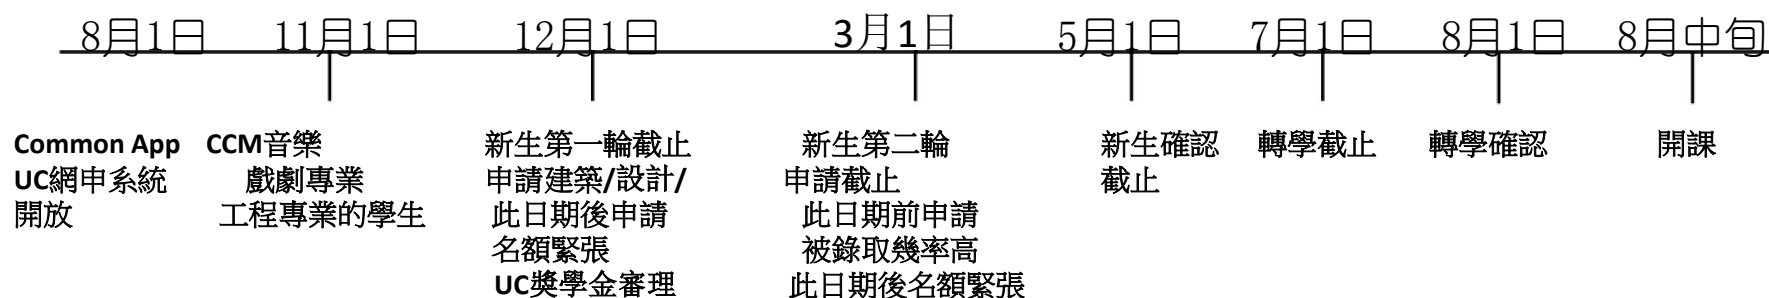 8月1日
11月1日
12月1日
3月1日
5月1日
7月1日
8月1日
8月中旬
Common App
UC網申系統
開放
CCM音樂
戲劇專業
工程專業的學生
新生第一輪截止
申請建築/設計/
此日期後申請
名額緊張
UC獎學金審理
新生第二輪
申請截止
此日期前申請
被錄取幾率高
此日期後名額緊張
新生確認
截止
轉學截止
轉學確認
開課